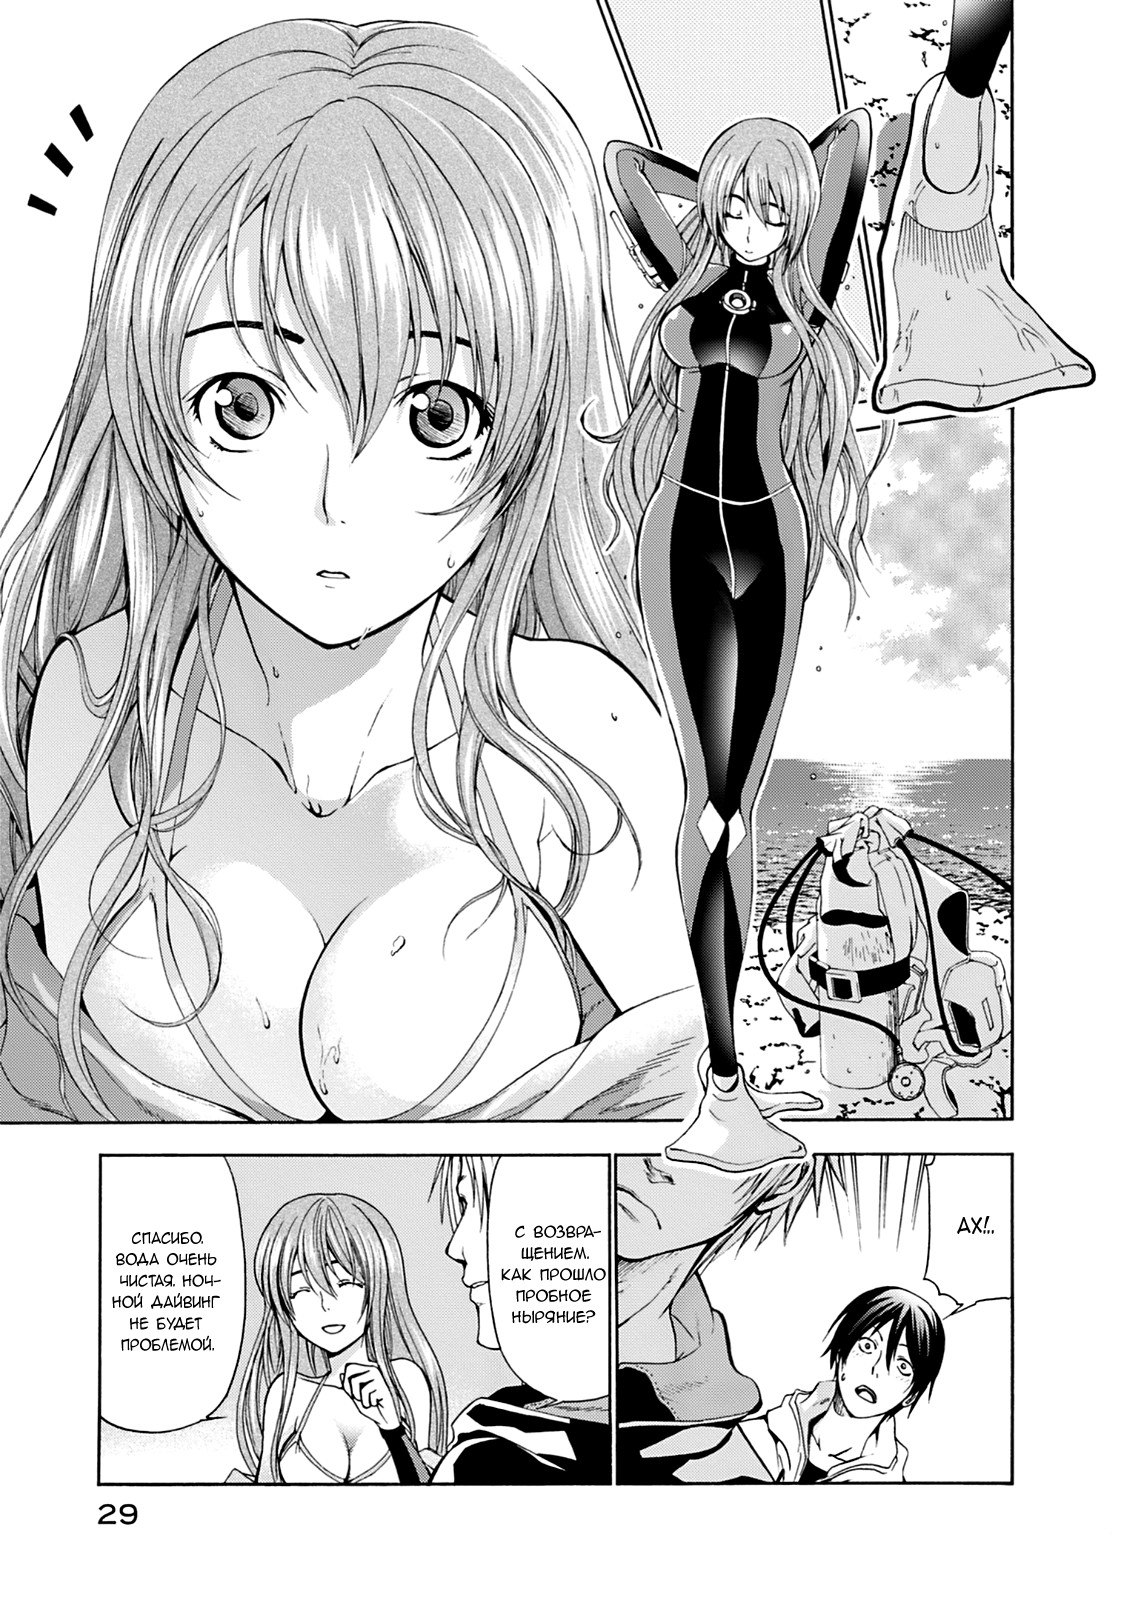 АХ!..
С ВОЗВРА-
ЩЕНИЕМ.
КАК ПРОШЛО
ПРОБНОЕ
НЫРЯНИЕ?
СПАСИБО.
ВОДА ОЧЕНЬ
ЧИСТАЯ. НОЧ-
НОЙ ДАЙВИНГ
НЕ БУДЕТ
ПРОБЛЕМОЙ.
29